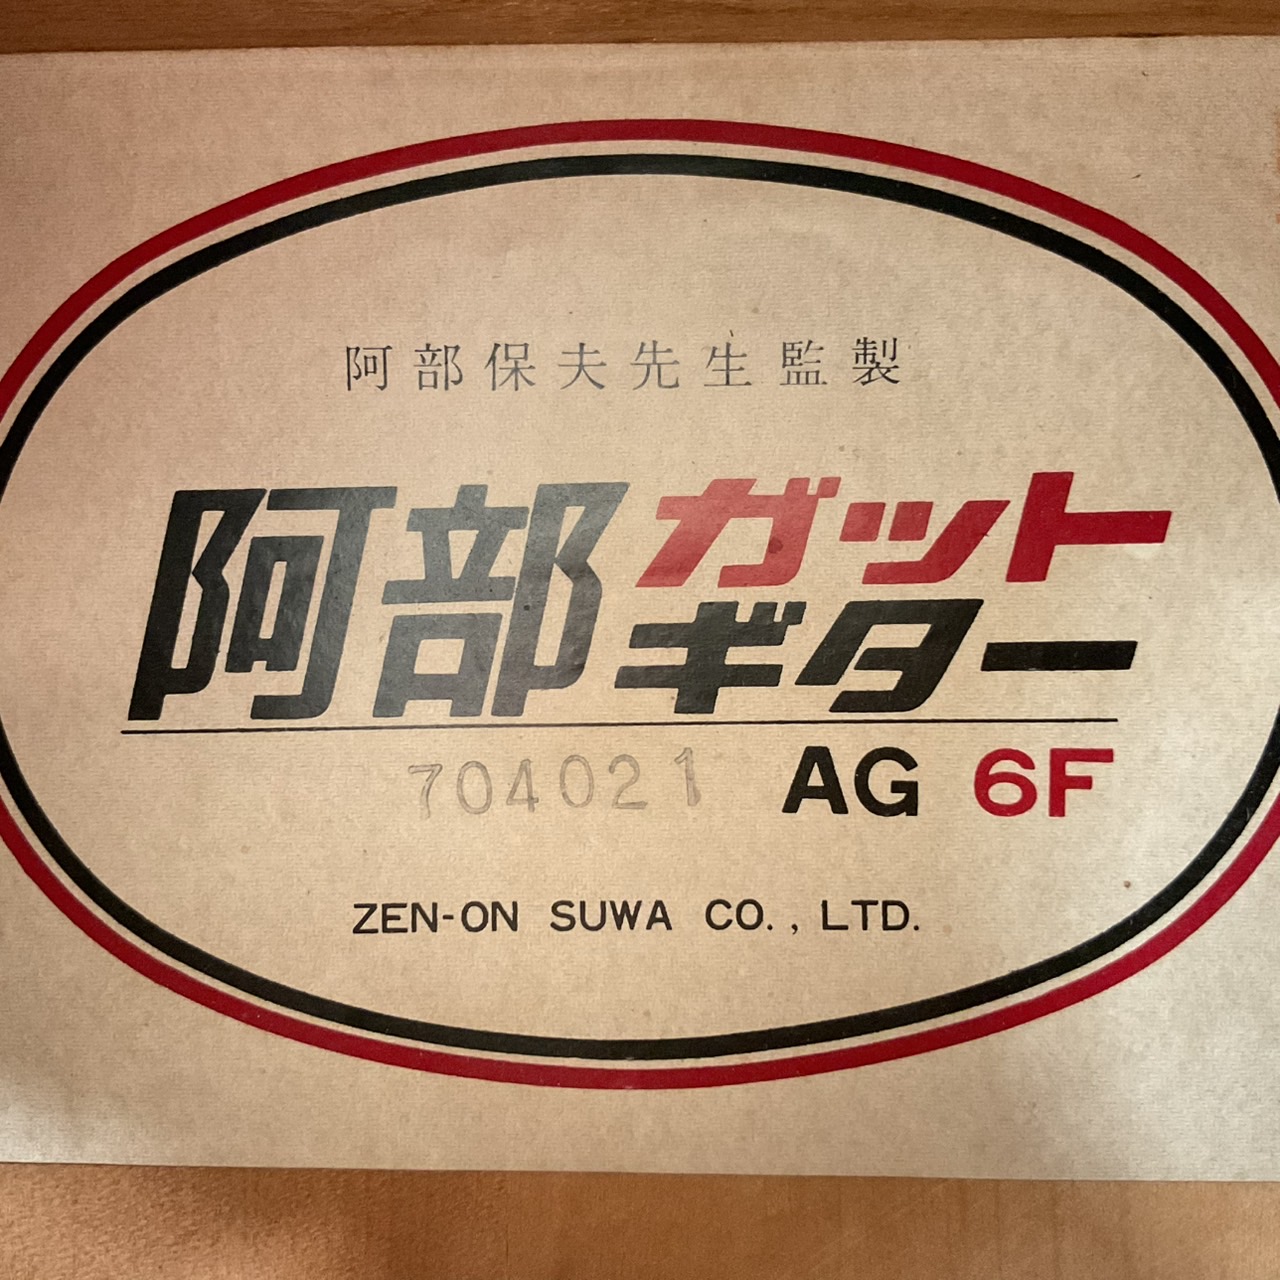 阿部保夫先生監製
阿部ガット
ギター
704021 AG 6F
ZEN-ON SUWA CO., LTD.